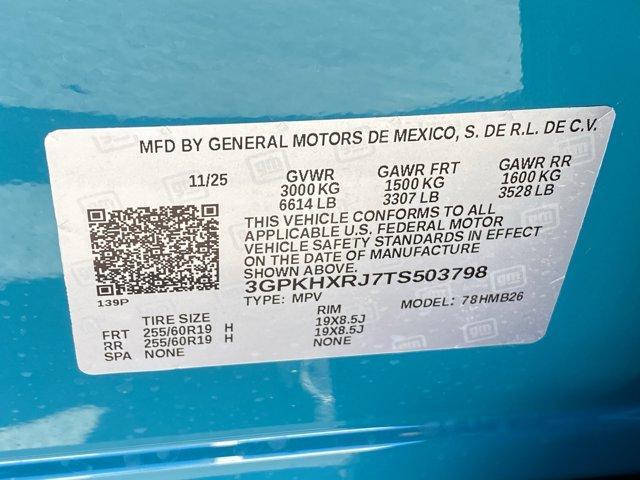 MFD BY GENERAL MOTORS DE MEXICO, S. DE R.L. DE C.V.
11/25 GVWR GAWR FRT GAWR RR
3000 KG 1500 KG 1600 KG
6614 LB 3307 LB 3528 LB
THIS VEHICLE CONFORMS TO ALL
APPLICABLE U.S. FEDERAL MOTOR
VEHICLE SAFETY STANDARDS IN EFFECT
ON THE DATE OF MANUFACTURE
SHOWN ABOVE.
3GPKHXRJ7TS503798
139P TYPE: MPV MODEL: 78HMB26
TIRE SIZE RIM
FRT 255/60R19 H 19X8.5J
RR 255/60R19 H 19X8.5J
SPA NONE NONE